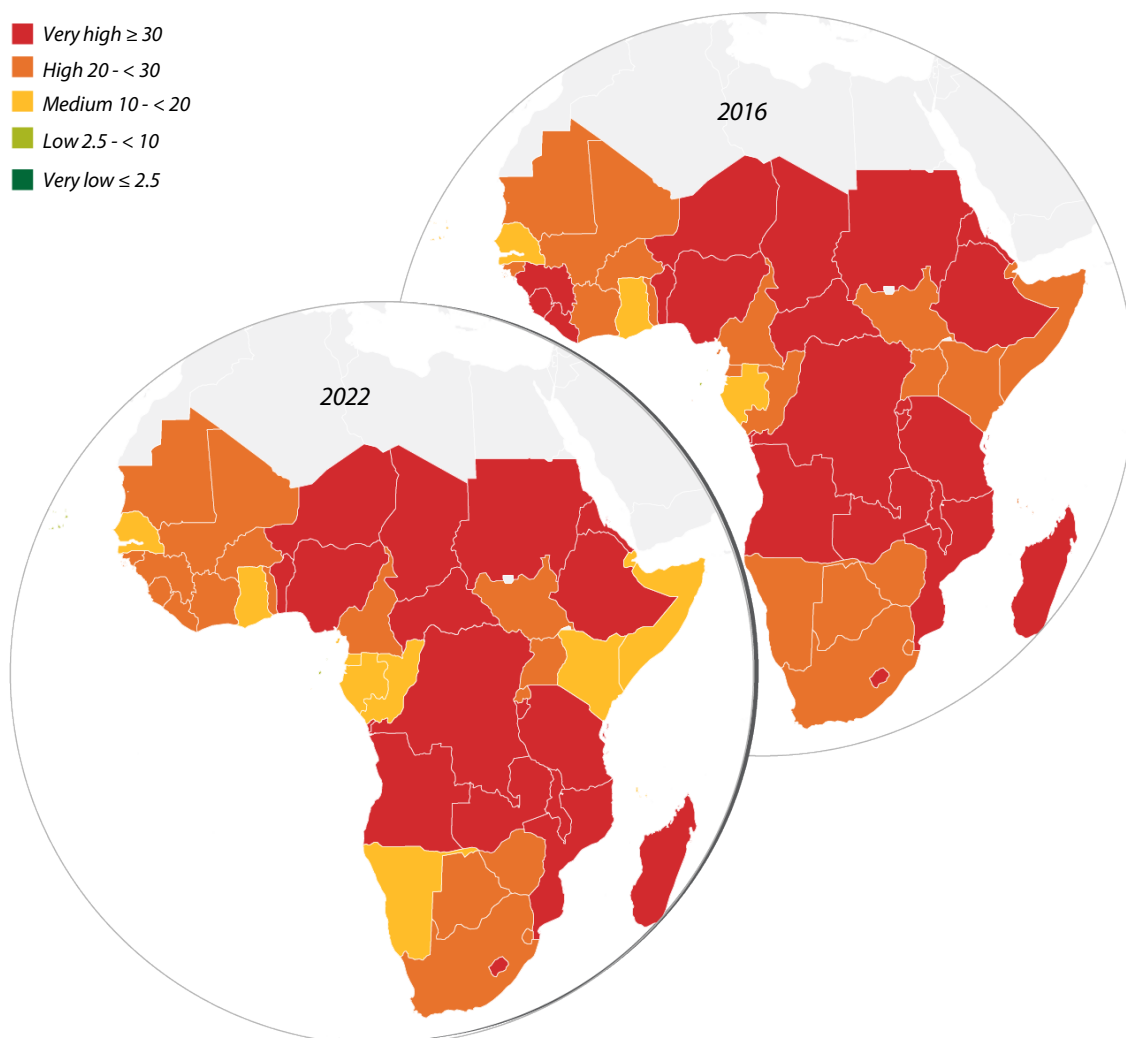 Very high ≥ 30
High 20 - < 30
Medium 10 - < 20
Low 2.5 - < 10
Very low ≤ 2.5
2016
2022